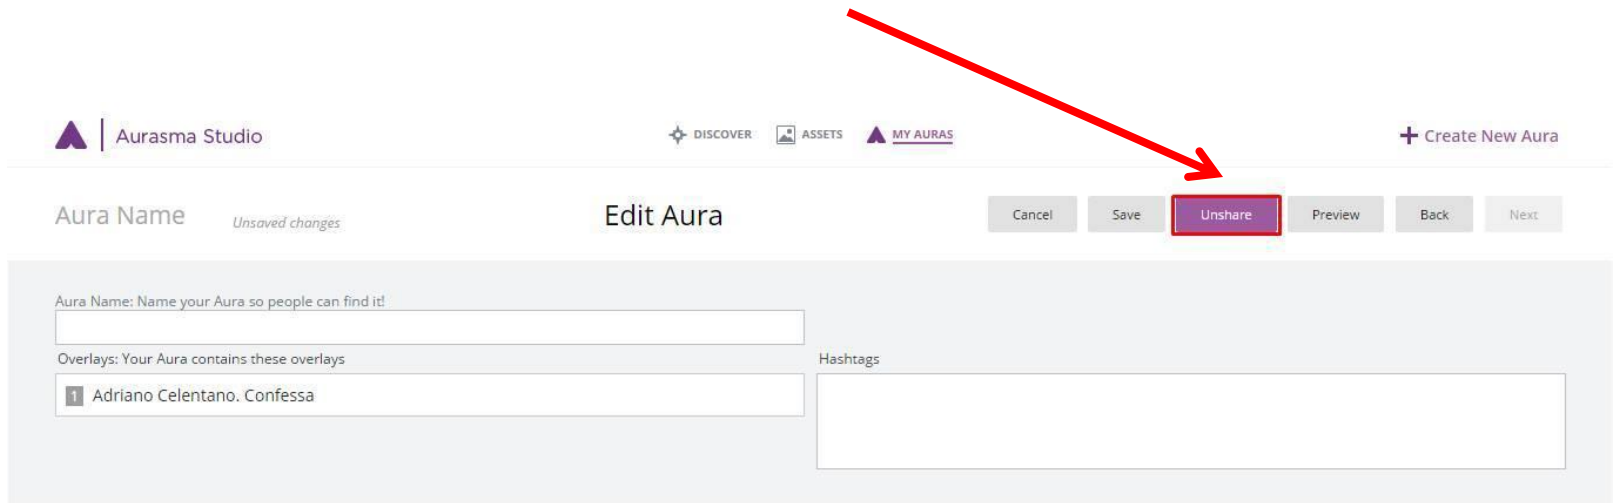 Aurasma Studio
DISCOVER ASSETS MY AURAS
Create New Aura
Aura Name Unsaved changes
Edit Aura
Cancel Save Unshare Preview Back Next
Aura Name: Name your Aura so people can find it!
Overlays: Your Aura contains these overlays
1 Adriano Celentano. Confessa
Hashtags